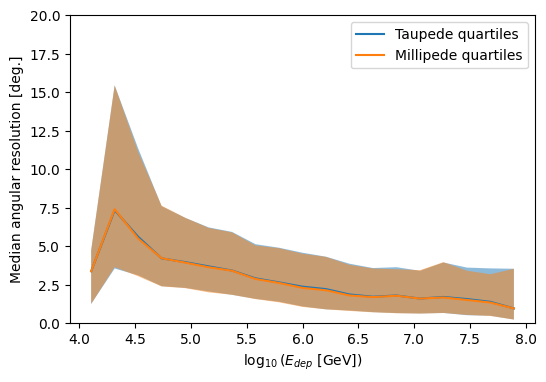 20.0
17.5
15.0
12.5
10.0
7.5
5.0
2.5
0.0
Median angular resolution [deg.]
Taupede quartiles
Millipede quartiles
4.0 4.5 5.0 5.5 6.0 6.5 7.0 7.5 8.0
log₁₀(E_dep [GeV])